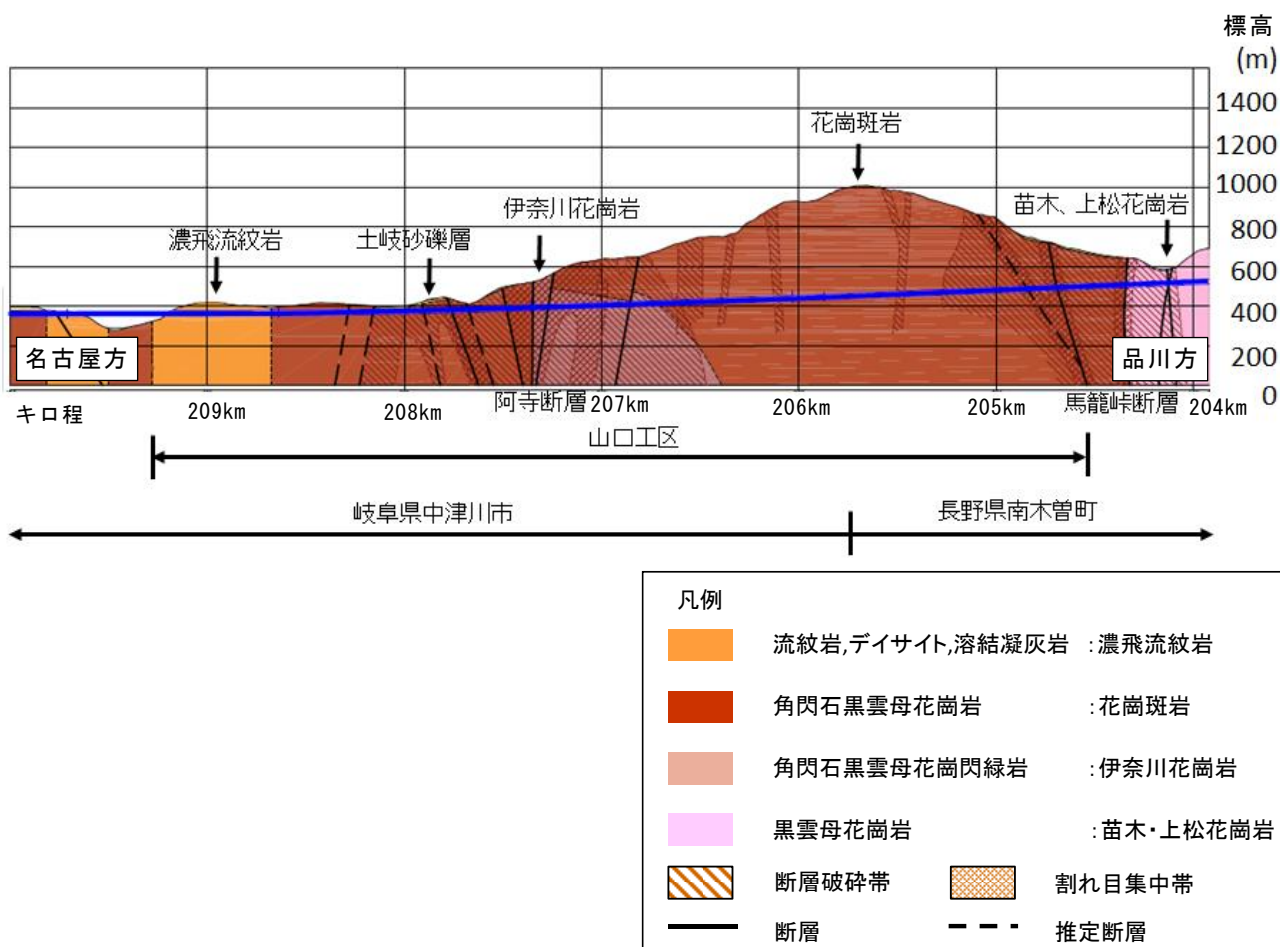 標高
(m)
1400
1200
1000
800
600
400
200
0
花崗斑岩
苗木、上松花崗岩
伊奈川花崗岩
濃飛流紋岩
土岐砂礫層
名古屋方
品川方
キロ程
209km
208km
阿寺断層
207km
206km
205km
馬籠峠断層
204km
山口工区
岐阜県中津川市
長野県南木曽町
凡例
流紋岩,デイサイト,溶結凝灰岩 :濃飛流紋岩
角閃石黒雲母花崗岩 :花崗斑岩
角閃石黒雲母花崗閃緑岩 :伊奈川花崗岩
黒雲母花崗岩 :苗木・上松花崗岩
断層破砕帯 割れ目集中帯
断層 推定断層